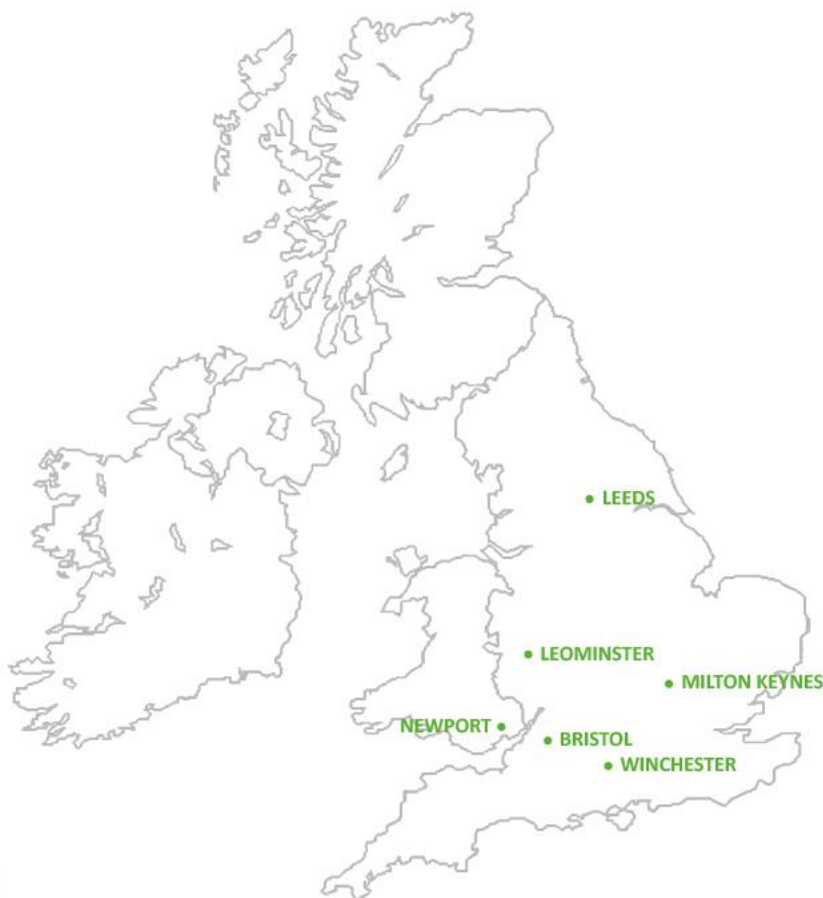 LEEDS
LEOMINSTER
MILTON KEYNES
NEWPORT
BRISTOL
WINCHESTER